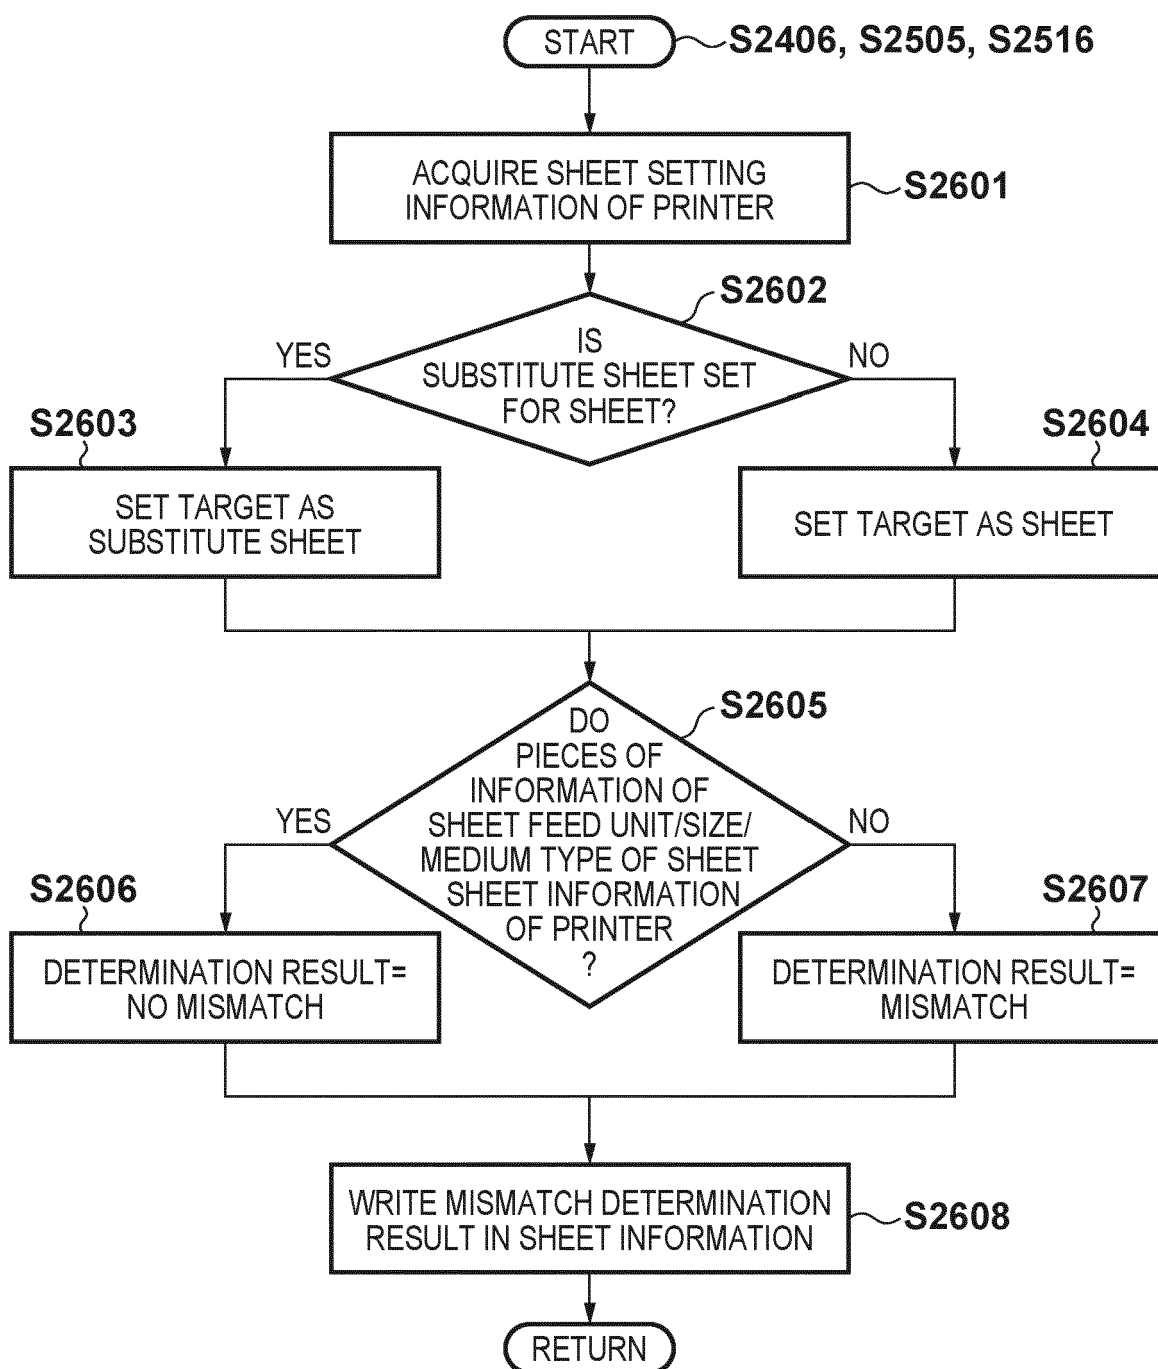 START
S2406, S2505, S2516
ACQUIRE SHEET SETTING
INFORMATION OF PRINTER
S2601
S2602
IS
SUBSTITUTE SHEET SET
FOR SHEET?
YES
NO
S2603
S2604
SET TARGET AS
SUBSTITUTE SHEET
SET TARGET AS SHEET
S2605
DO
PIECES OF
INFORMATION OF
SHEET FEED UNIT/SIZE/
MEDIUM TYPE OF SHEET
SHEET INFORMATION
OF PRINTER
?
YES
NO
S2606
S2607
DETERMINATION RESULT=
NO MISMATCH
DETERMINATION RESULT=
MISMATCH
WRITE MISMATCH DETERMINATION
RESULT IN SHEET INFORMATION
S2608
RETURN